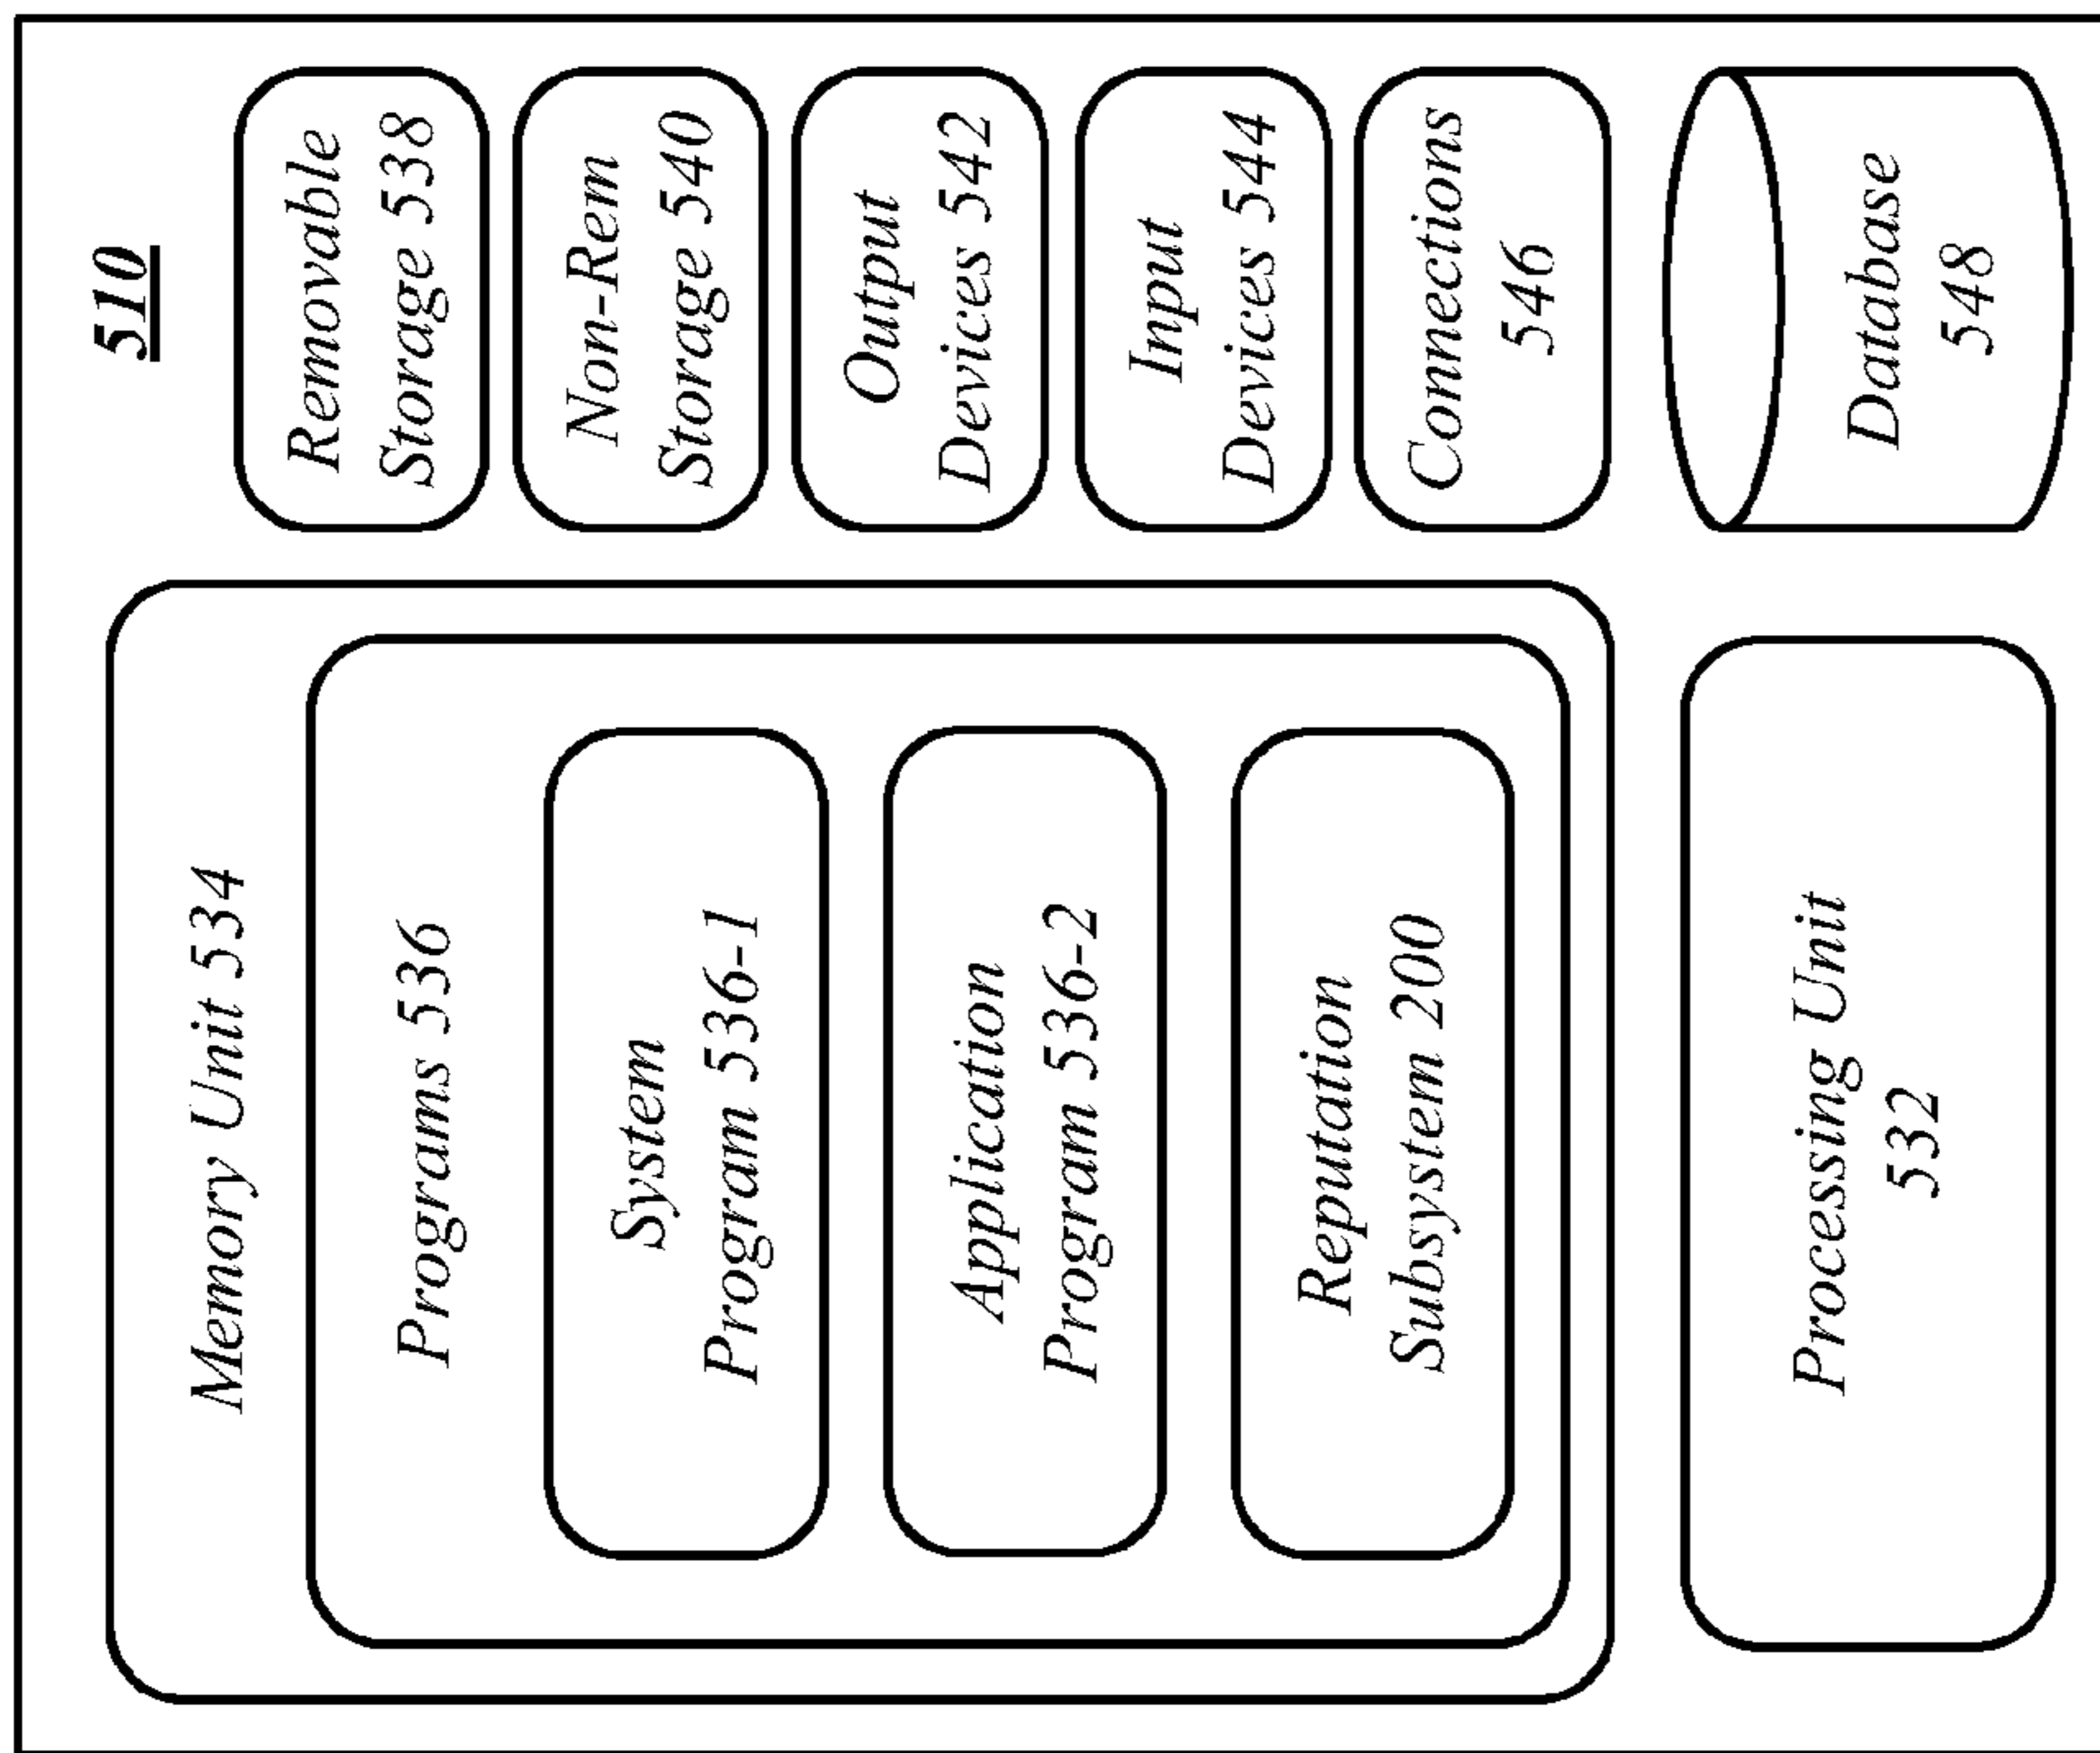 510
Memory Unit 534
Programs 536
System
Program 536-1
Application
Program 536-2
Reputation
Subsystem 200
Processing Unit
532
Removable
Storage 538
Non-Rem
Storage 540
Output
Devices 542
Input
Devices 544
Connections
546
Database
548